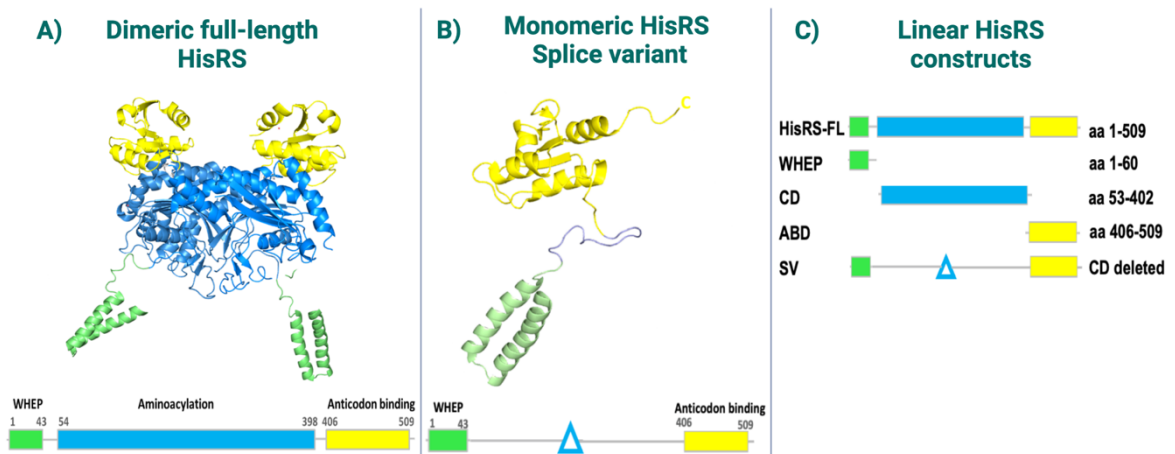 A) Dimeric full-length
HisRS
WHEP
Aminoacylation
Anticodon binding
1 43 54 398 406 509
B) Monomeric HisRS
Splice variant
C
WHEP
Anticodon binding
1 43 406 509
C) Linear HisRS
constructs
HisRS-FL aa 1-509
WHEP aa 1-60
CD aa 53-402
ABD aa 406-509
SV CD deleted